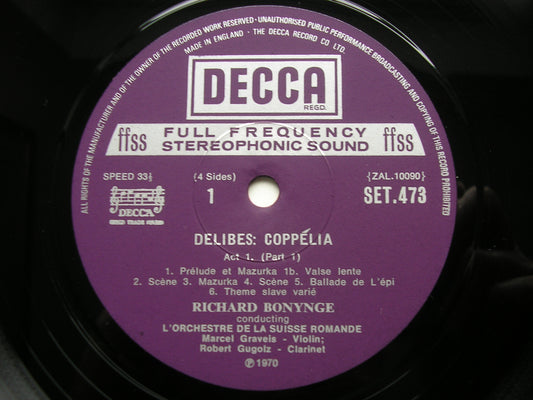 ALL RIGHTS OF THE MANUFACTURER AND OF THE OWNER OF THE RECORDED WORK RESERVED · UNAUTHORISED PUBLIC PERFORMANCE BROADCASTING AND COPYING OF THIS RECORD PROHIBITED
MADE IN ENGLAND · THE DECCA RECORD CO LTD.
DECCA
REGD.
ffss FULL FREQUENCY STEREOPHONIC SOUND ffss
SPEED 33⅓ (4 Sides) {ZAL.10090}
1 SET.473
DECCA
DELIBES: COPPÉLIA
Act 1. (Part 1)
1. Prélude et Mazurka 1b. Valse lente
2. Scène 3. Mazurka 4. Scène 5. Ballade de L'épi
6. Theme slave varié
RICHARD BONYNGE
conducting
L'ORCHESTRE DE LA SUISSE ROMANDE
Marcel Graveis - Violin;
Robert Gugolz - Clarinet
℗ 1970